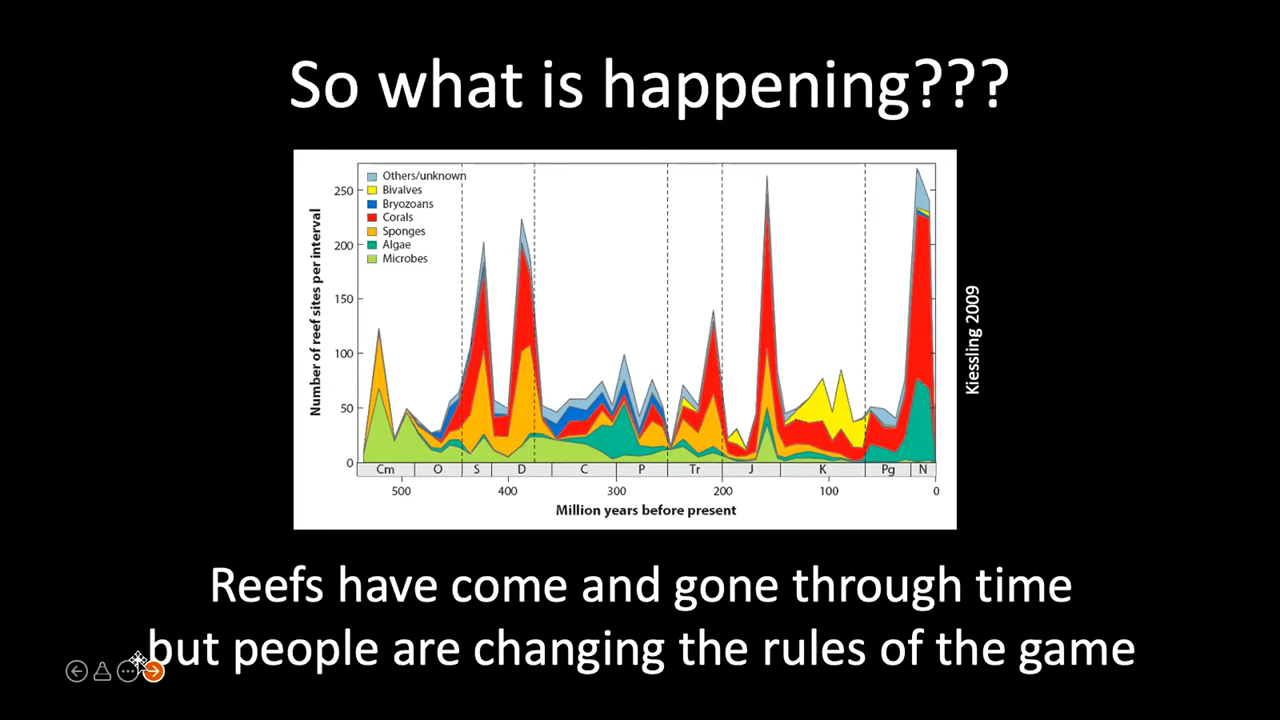 So what is happening???
Number of reef sites per interval
250
200
150
100
50
0
Others/unknown
Bivalves
Bryozoans
Corals
Sponges
Algae
Microbes
Cm O S D C P Tr J K Pg N
500 400 300 200 100 0
Million years before present
Kiessling 2009
Reefs have come and gone through time
but people are changing the rules of the game